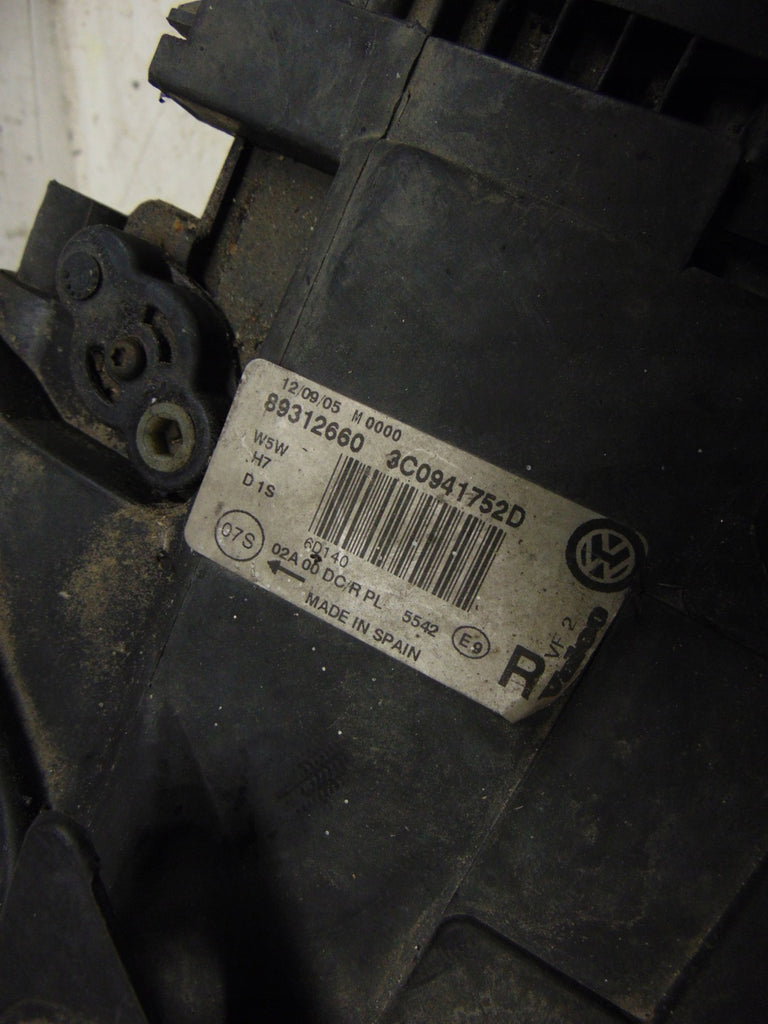 12/09/05 M 0000
89312660 3C0941752D
W5W
H7
D1S
07S
6D140
02A 00 DC/R PL 5542 E9
MADE IN SPAIN
R
VF 2
Valeo